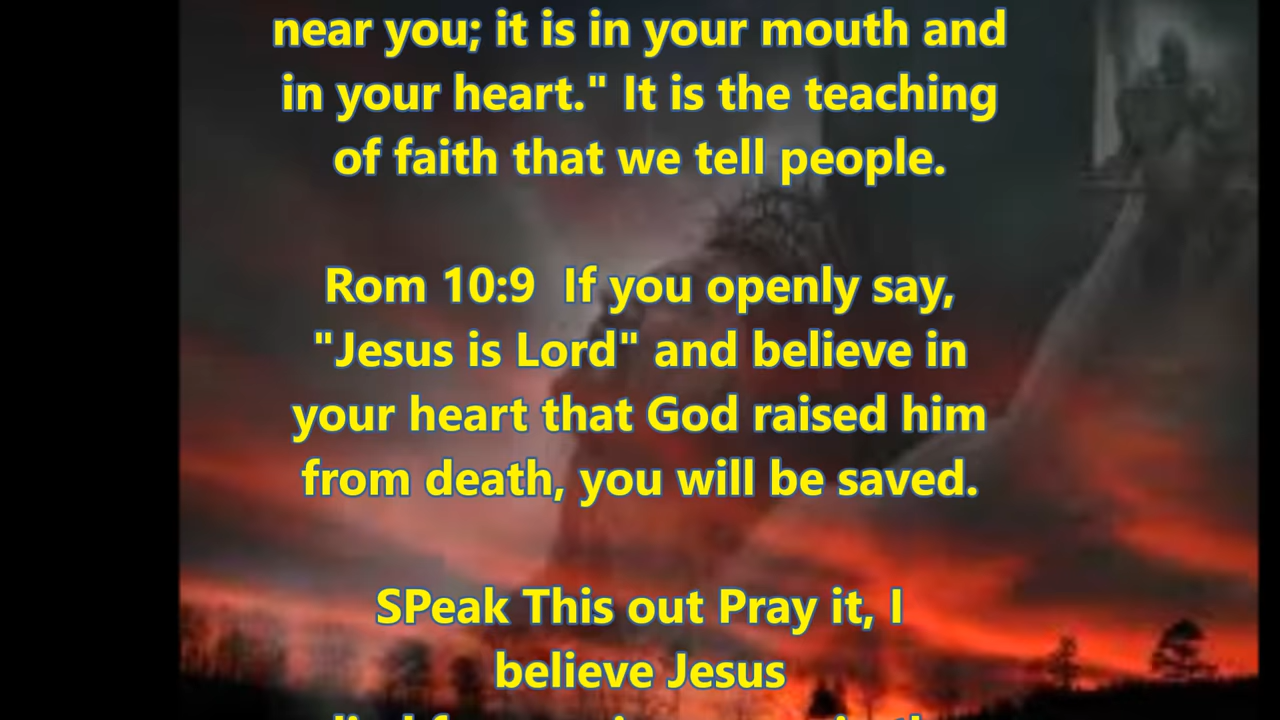 near you; it is in your mouth and
in your heart." It is the teaching
of faith that we tell people.
Rom 10:9  If you openly say,
"Jesus is Lord" and believe in
your heart that God raised him
from death, you will be saved.
SPeak This out Pray it, I
believe Jesus